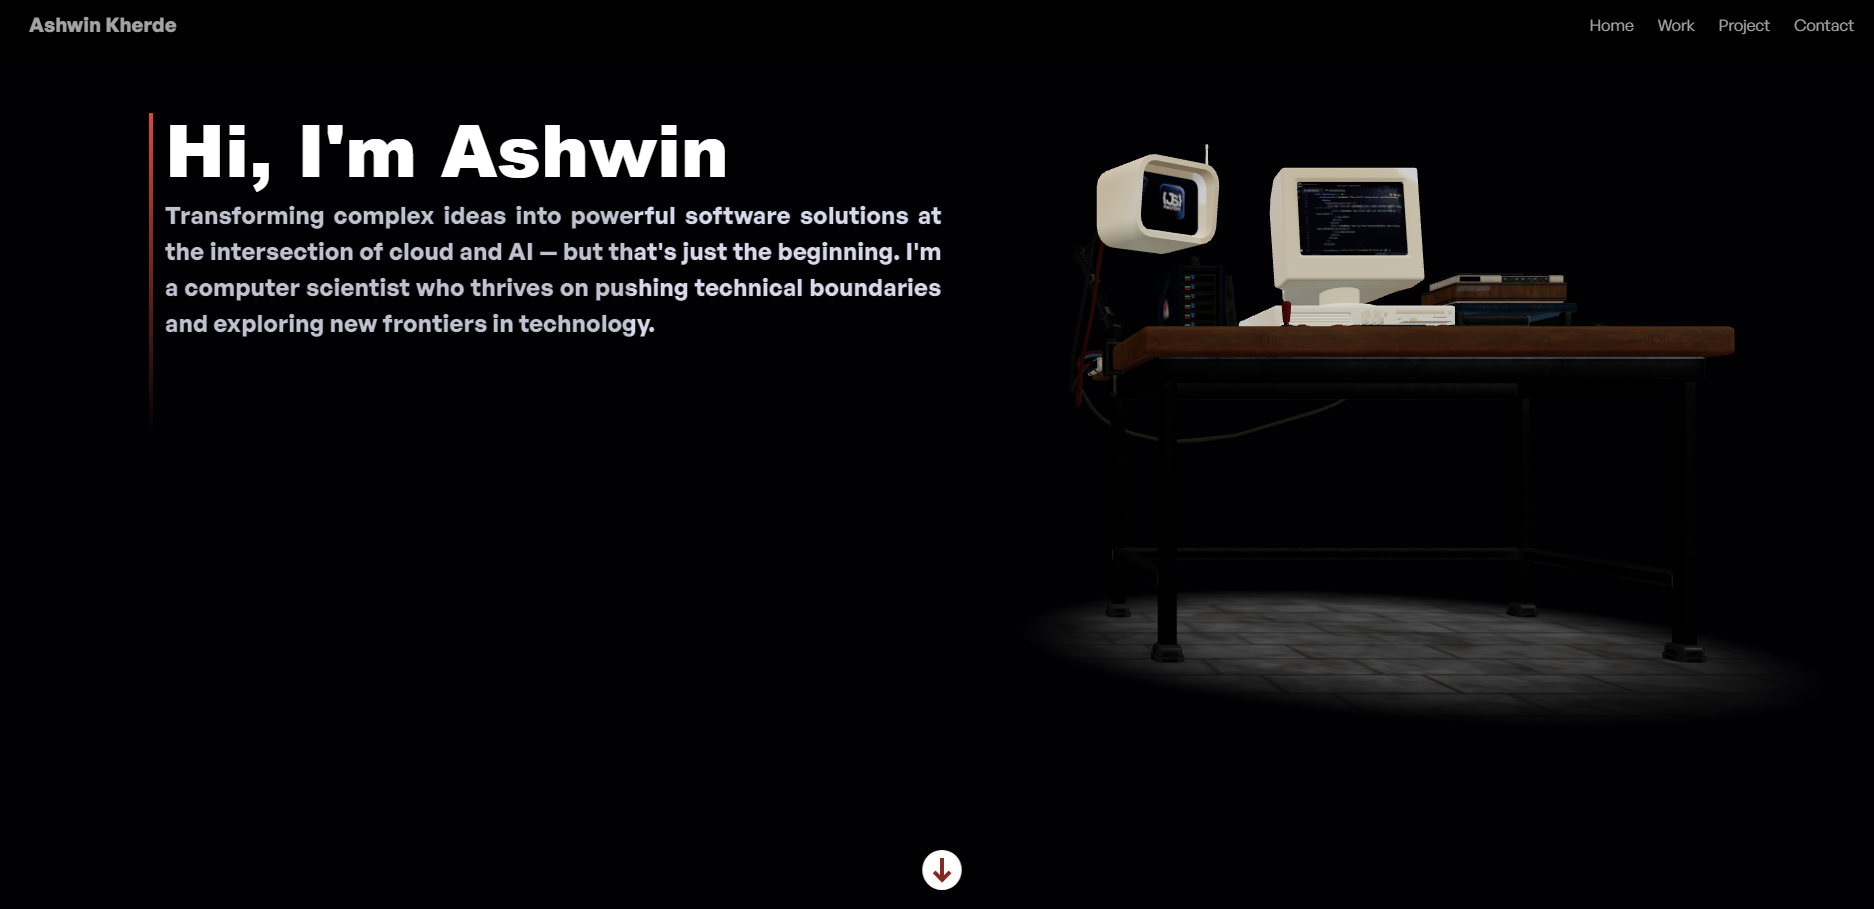 Ashwin Kherde
Home Work Project Contact
Hi, I'm Ashwin
Transforming complex ideas into powerful software solutions at
the intersection of cloud and AI — but that's just the beginning. I'm
a computer scientist who thrives on pushing technical boundaries
and exploring new frontiers in technology.